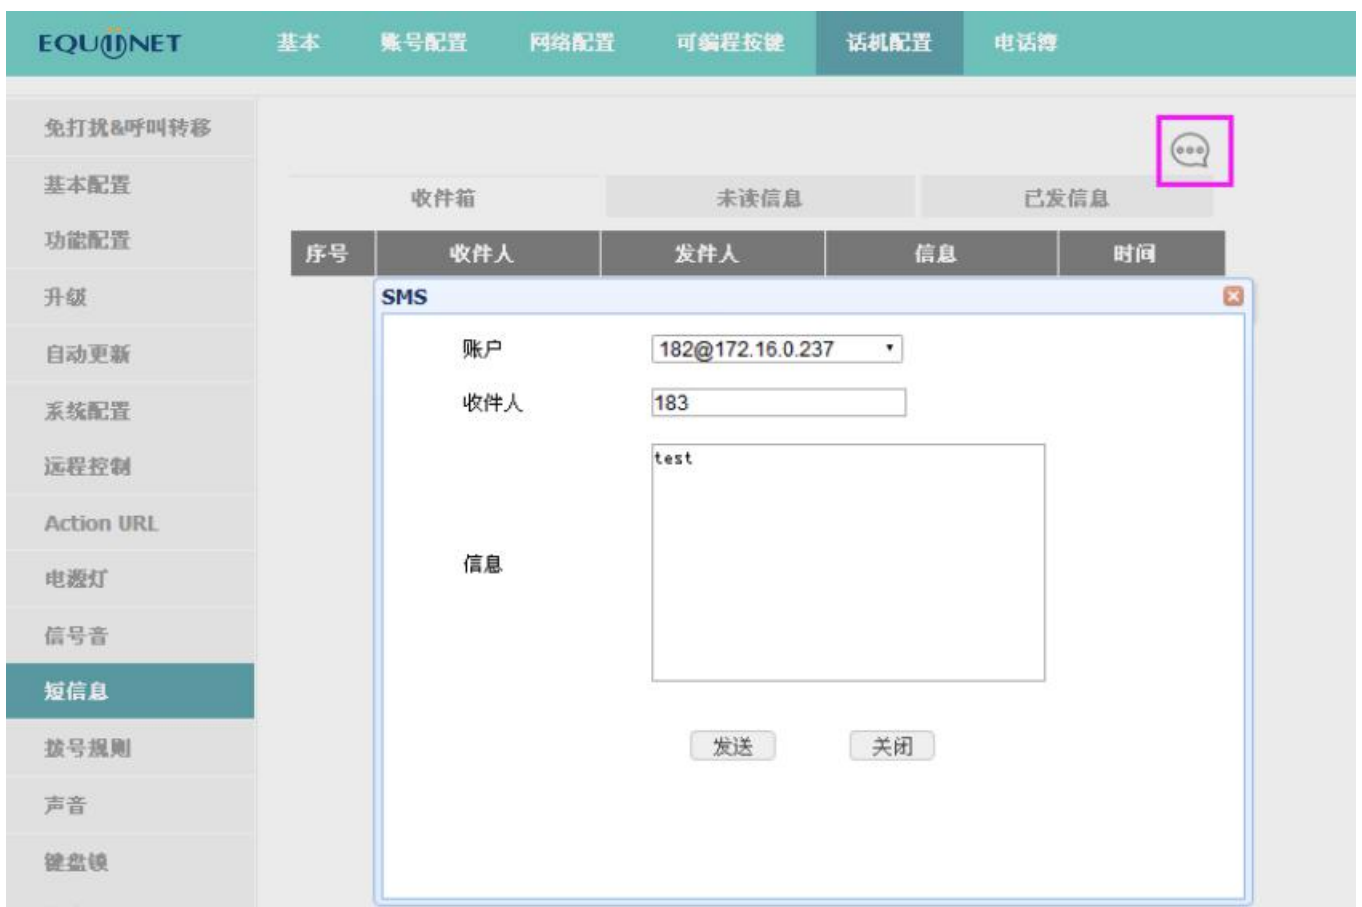 EQUIINET 基本 账号配置 网络配置 可编程按键 话机配置 电话簿
免打扰&呼叫转移
基本配置
功能配置
升级
自动更新
系统配置
远程控制
Action URL
电源灯
信号音
短信息
拨号规则
声音
键盘锁
收件箱 未读信息 已发信息
序号 收件人 发件人 信息 时间
SMS
账户 182@172.16.0.237
收件人 183
信息 test
发送 关闭